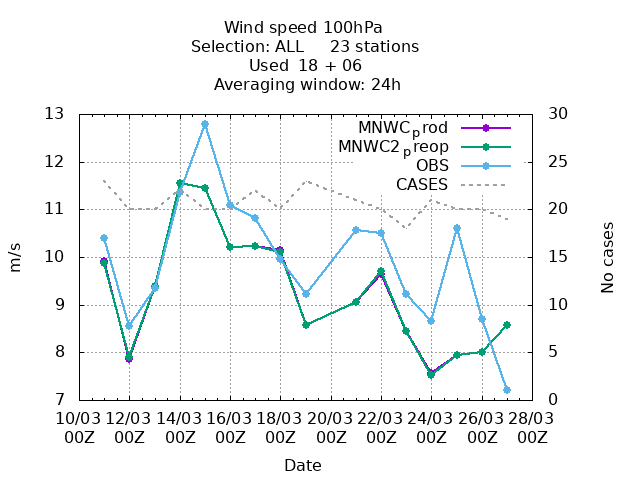 Wind speed 100hPa
Selection: ALL 23 stations
Used 18 + 06
Averaging window: 24h
13
12
11
10
9
8
7
m/s
30
25
20
15
10
5
0
No cases
MNWC_prod
MNWC2_preop
OBS
CASES
10/03 12/03 14/03 16/03 18/03 20/03 22/03 24/03 26/03 28/03
00Z 00Z 00Z 00Z 00Z 00Z 00Z 00Z 00Z 00Z
Date